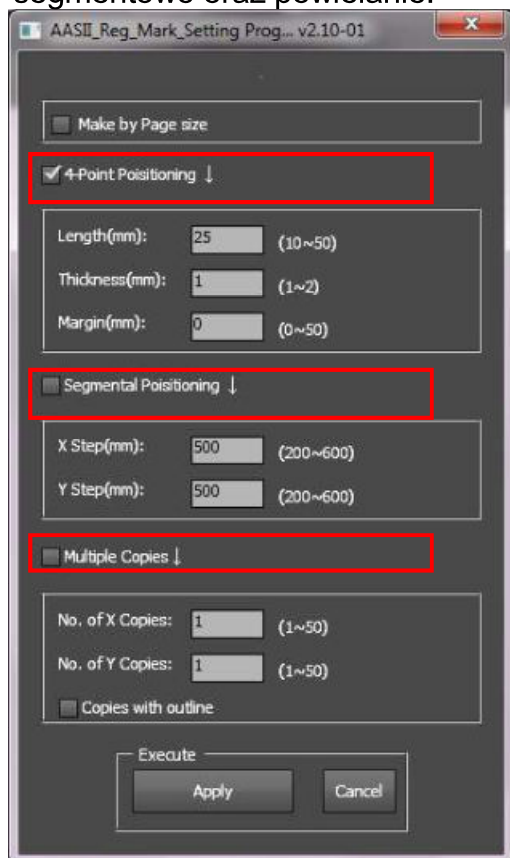 segmentowe oraz powielanie.
AASII_Reg_Mark_Setting Prog... v2.10-01
Make by Page size
4-Point Poisitioning ↓
Length(mm): 25 (10~50)
Thickness(mm): 1 (1~2)
Margin(mm): 0 (0~50)
Segmental Poisitioning ↓
X Step(mm): 500 (200~600)
Y Step(mm): 500 (200~600)
Multiple Copies ↓
No. of X Copies: 1 (1~50)
No. of Y Copies: 1 (1~50)
Copies with outline
Execute
Apply Cancel